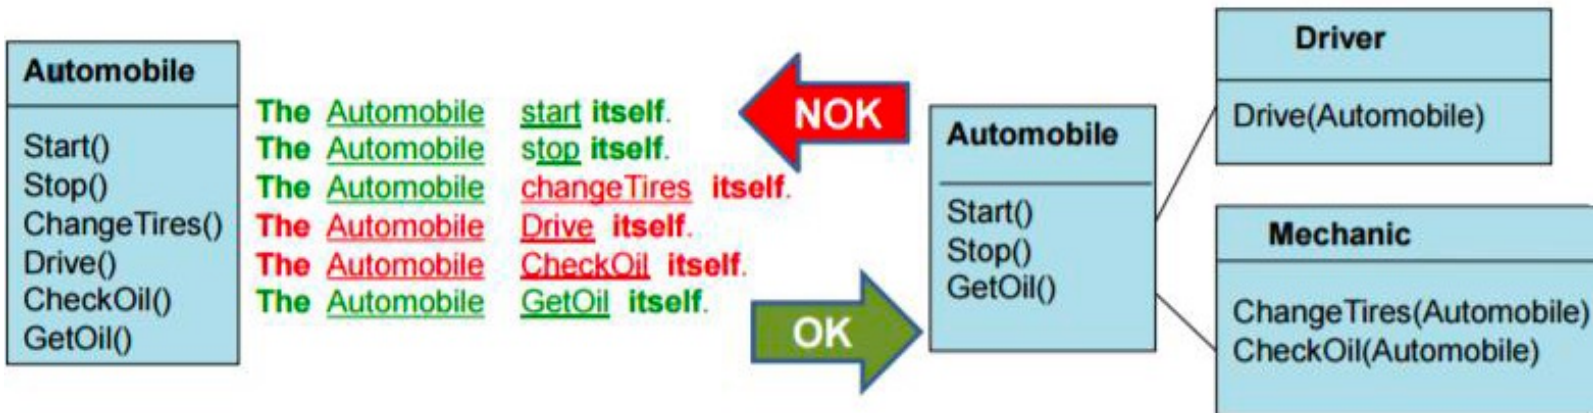 Automobile
Start()
Stop()
ChangeTires()
Drive()
CheckOil()
GetOil()
The Automobile start itself.
The Automobile stop itself.
The Automobile changeTires itself.
The Automobile Drive itself.
The Automobile CheckOil itself.
The Automobile GetOil itself.
NOK
OK
Automobile
Start()
Stop()
GetOil()
Driver
Drive(Automobile)
Mechanic
ChangeTires(Automobile)
CheckOil(Automobile)